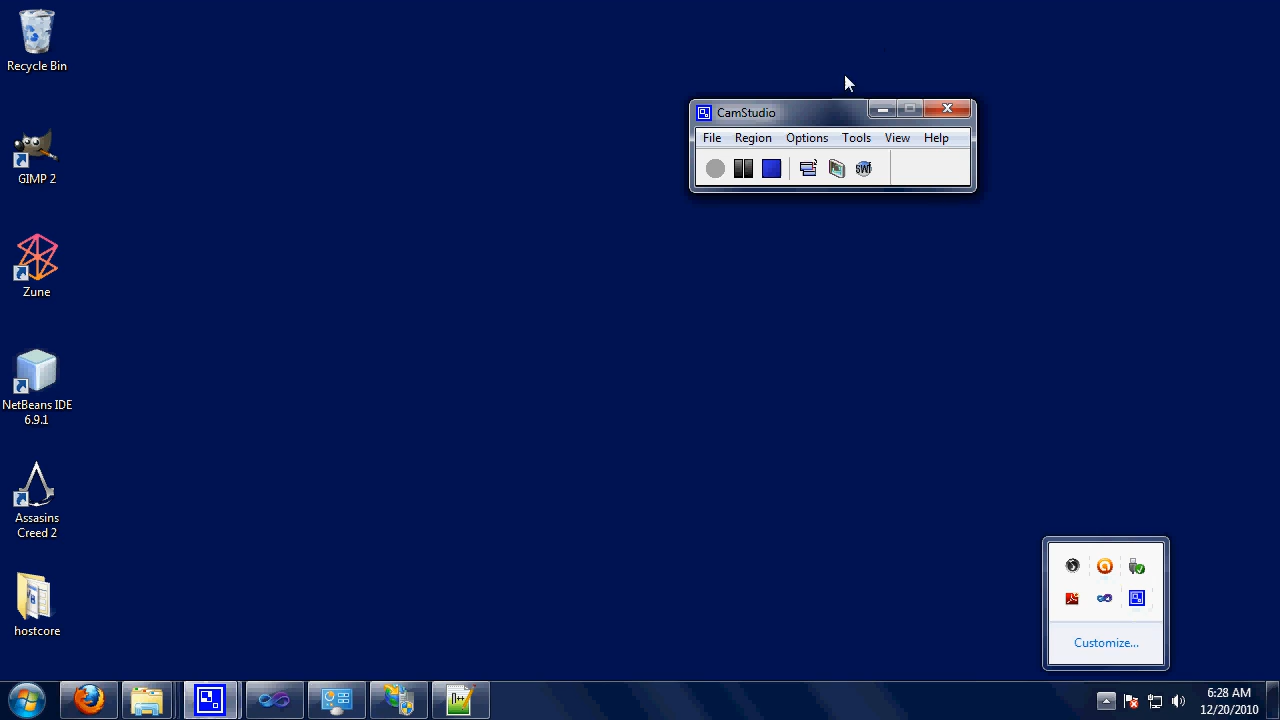 Recycle Bin
GIMP 2
Zune
NetBeans IDE
6.9.1
Assasins
Creed 2
hostcore
CamStudio
File Region Options Tools View Help
SWF
Customize...
6:28 AM
12/20/2010